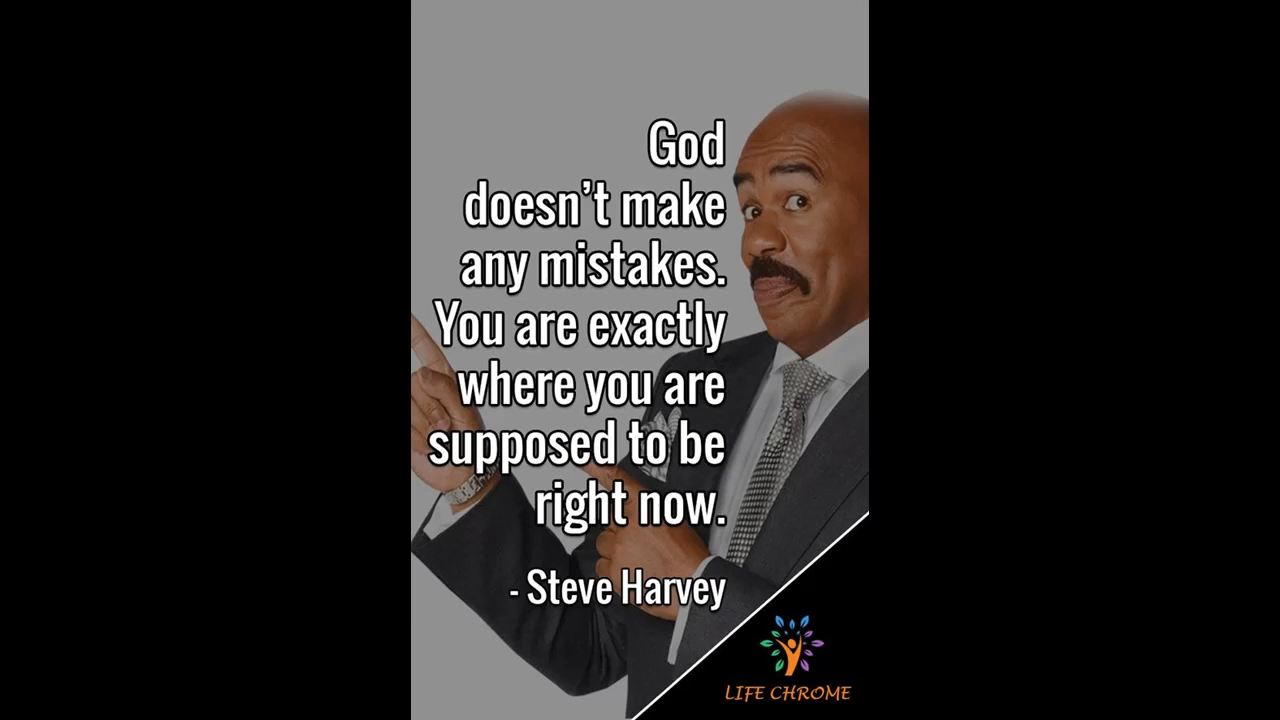 God
doesn't make
any mistakes.
You are exactly
where you are
supposed to be
right now.
- Steve Harvey
LIFE CHROME